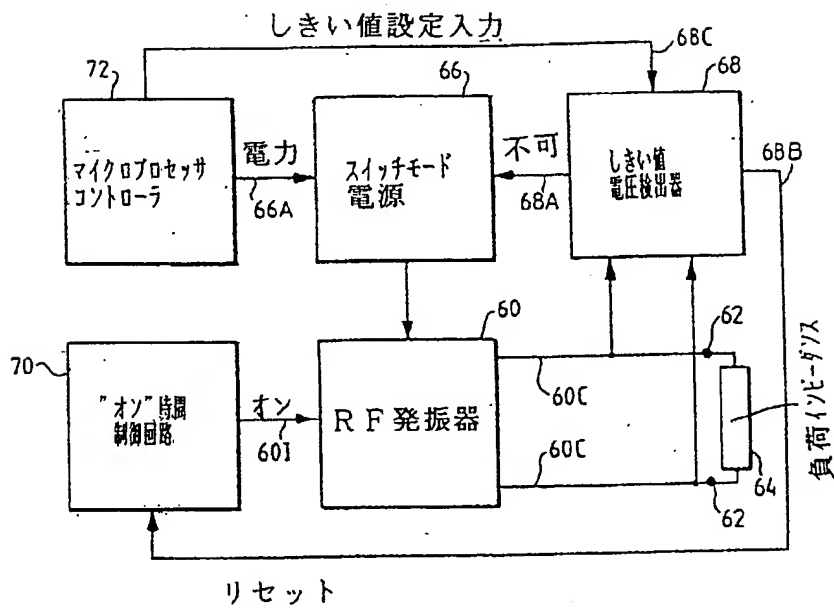 しきい値設定入力
68C
72
66
68
マイクロプロセッサ
コントローラ
電力
66A
スイッチモード
電源
不可
68A
しきい値
電圧検出器
68B
60
62
70
"オン"時間
制御回路
オン
60I
RF発振器
60C
60C
62
64
負荷インピーダンス
リセット